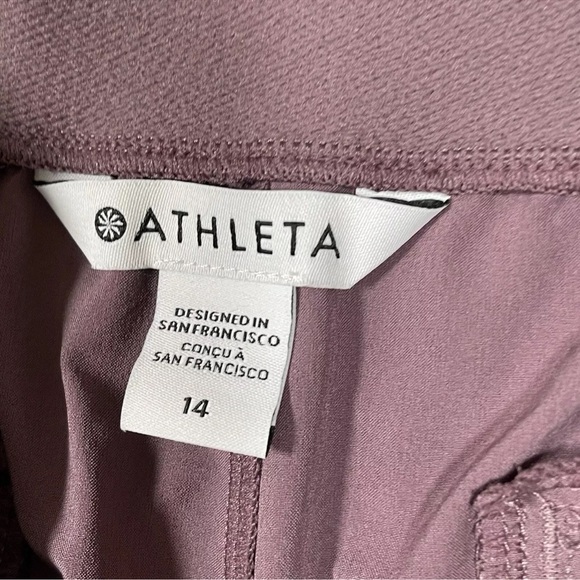 ATHLETA
DESIGNED IN
SAN FRANCISCO
CONÇU À
SAN FRANCISCO
14